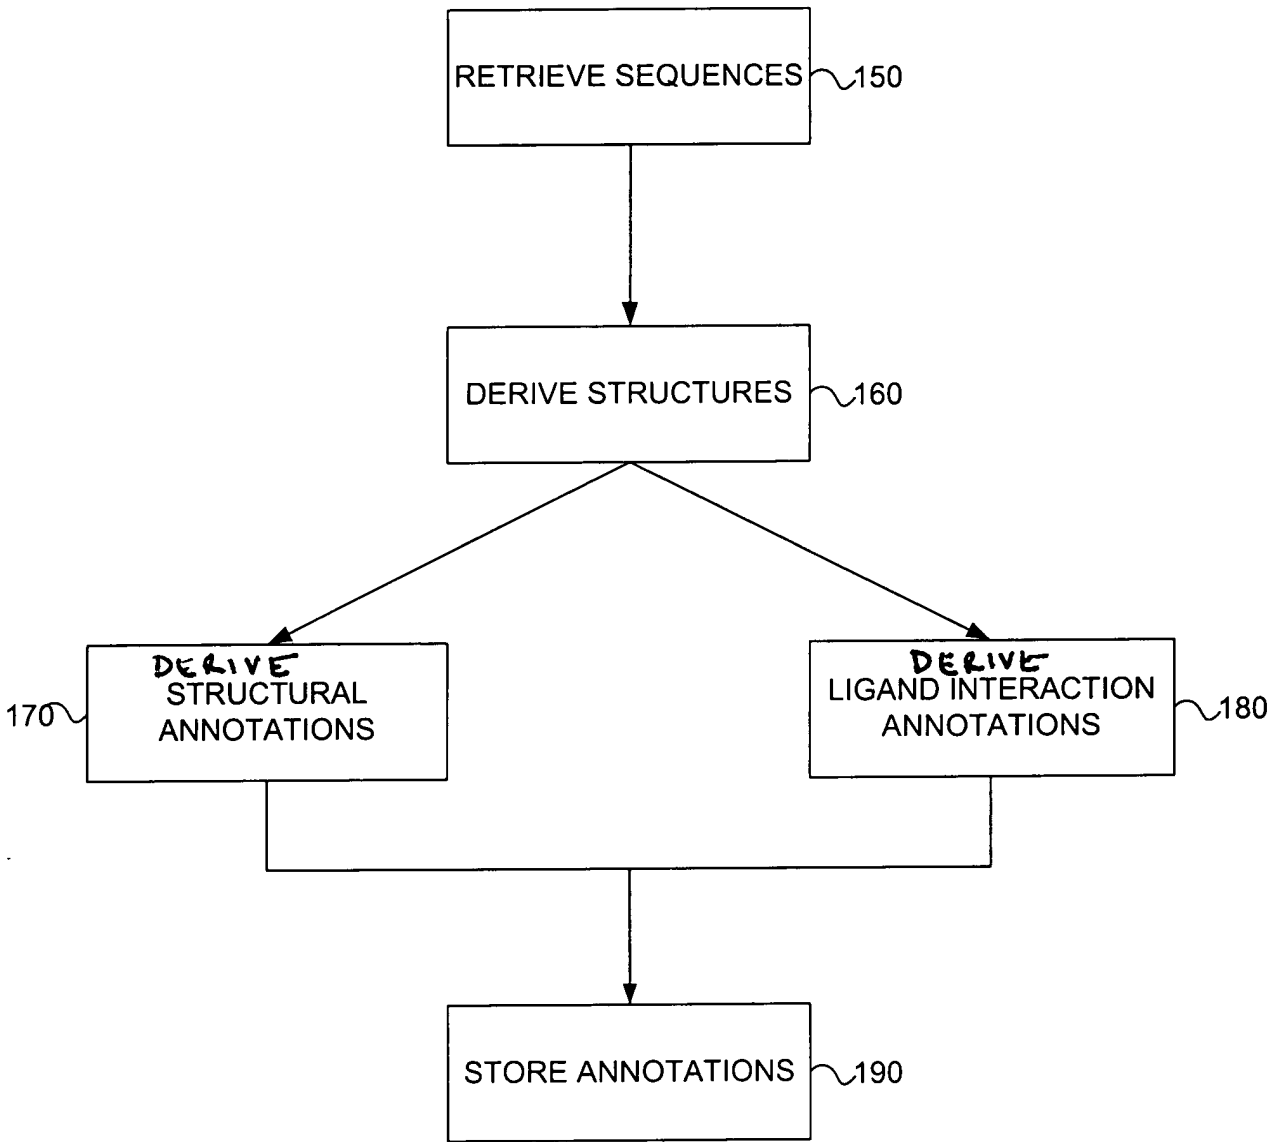 RETRIEVE SEQUENCES 150
DERIVE STRUCTURES 160
DERIVE
STRUCTURAL
ANNOTATIONS
170
DERIVE
LIGAND INTERACTION
ANNOTATIONS
180
STORE ANNOTATIONS 190